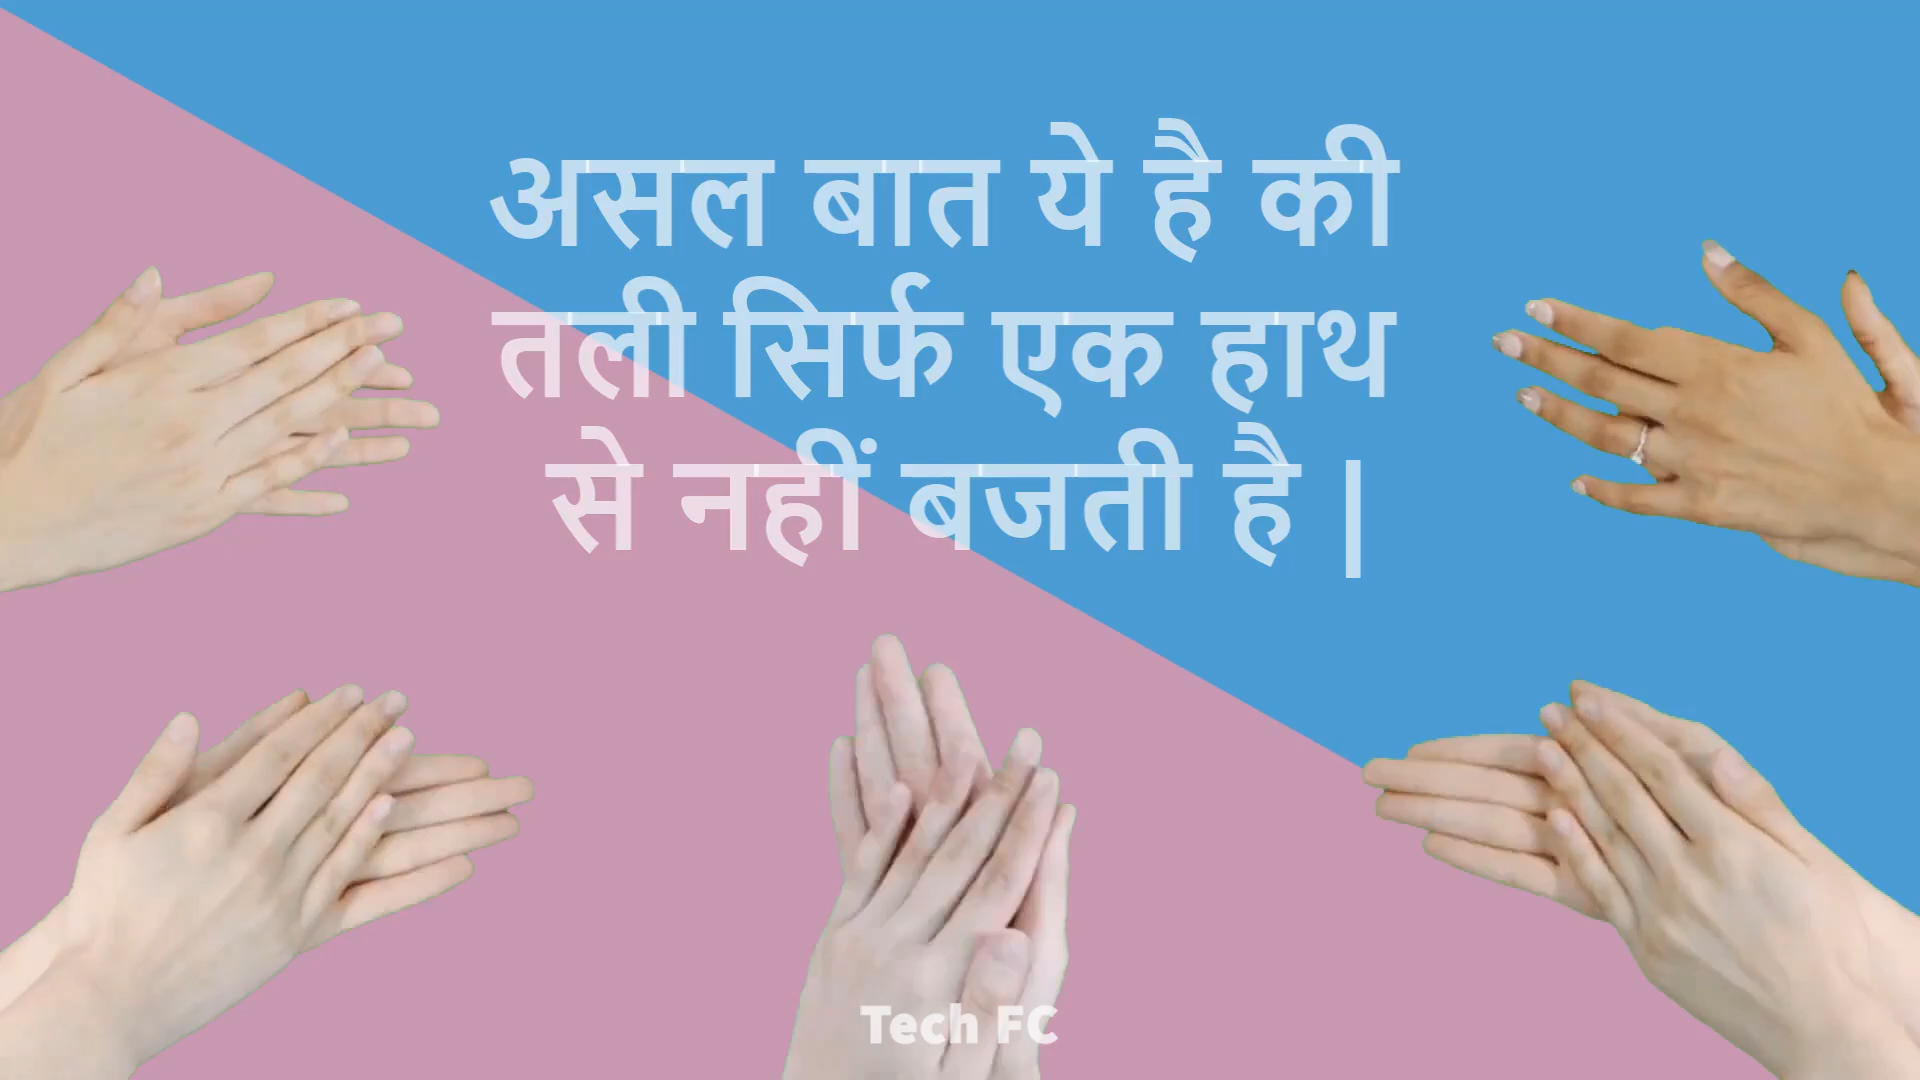 असल बात ये है की
तली सिर्फ एक हाथ
से नहीं बजती है |
Tech FC